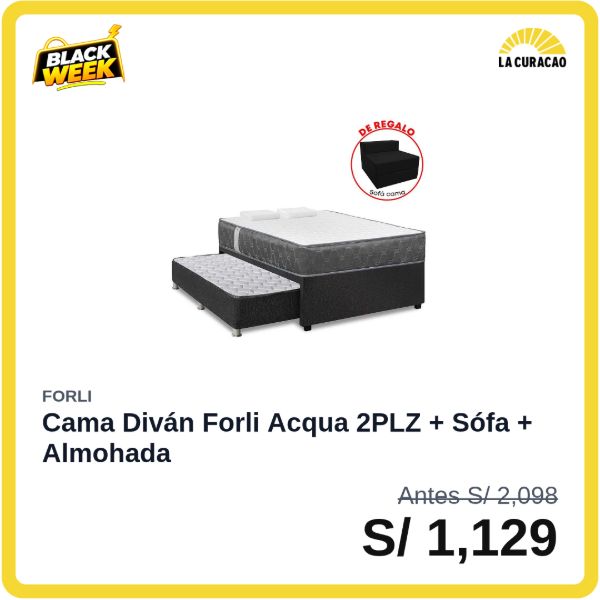 BLACK
WEEK
LA CURACAO
DE REGALO
Sofá cama
FORLI
Cama Diván Forli Acqua 2PLZ + Sófa +
Almohada
Antes S/ 2,098
S/ 1,129